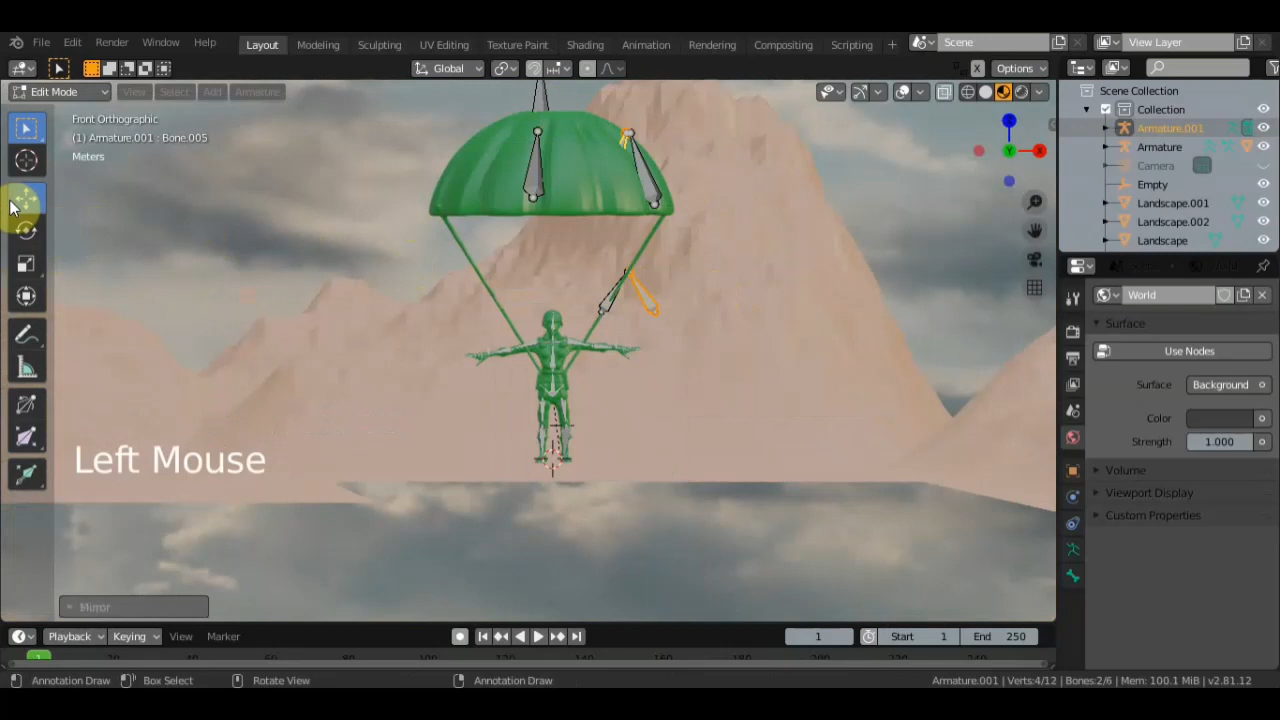 File Edit Render Window Help Layout Modeling Sculpting UV Editing Texture Paint Shading Animation Rendering Compositing Scripting + Scene View Layer
Global X Options
Edit Mode View Select Add Armature
Front Orthographic
(1) Armature.001 : Bone.005
Meters
Scene Collection
Collection
Armature.001
Armature
Camera
Empty
Landscape.001
Landscape.002
Landscape
World
Surface
Use Nodes
Surface Background
Color
Strength 1.000
Volume
Viewport Display
Custom Properties
Left Mouse
Mirror
Playback Keying View Marker 1 Start 1 End 250
Annotation Draw Box Select Rotate View Annotation Draw Armature.001 | Verts:4/12 | Bones:2/6 | Mem: 100.1 MiB | v2.81.12